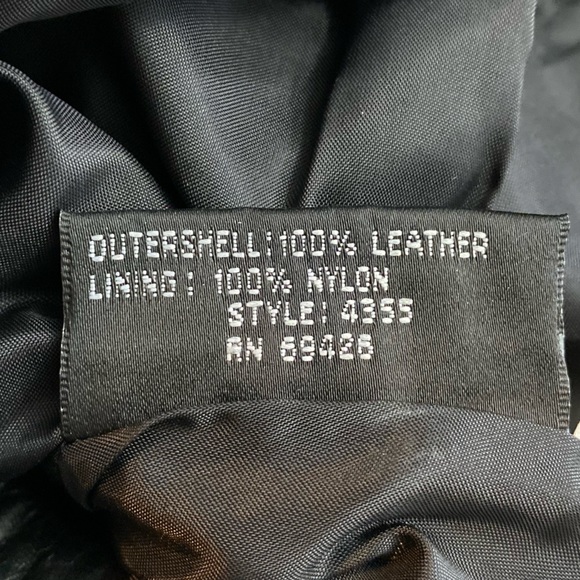 OUTERSHELL:100% LEATHER
LINING: 100% NYLON
STYLE: 4355
RN 69426